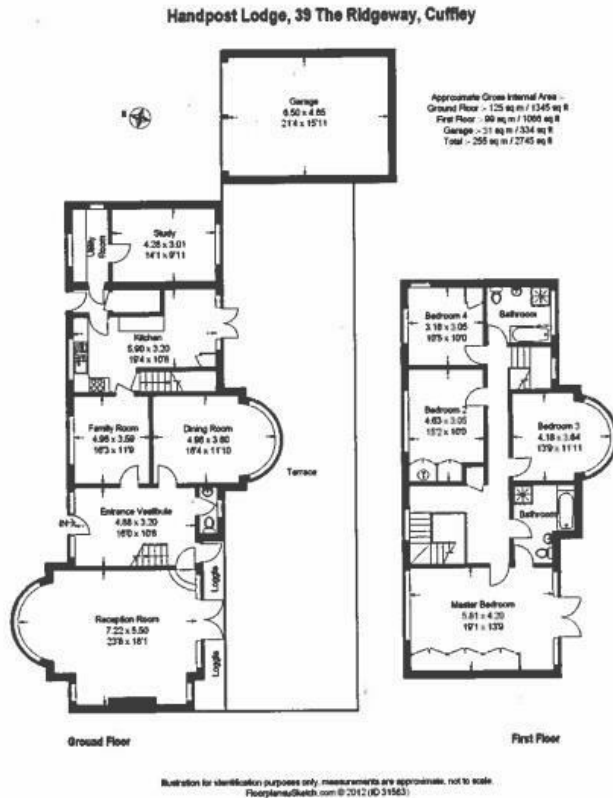 Handpost Lodge, 39 The Ridgeway, Cuffley
Garage
6.50 x 4.85
21'4 x 15'11
Approximate Gross Internal Area :-
Ground Floor :- 125 sq m / 1345 sq ft
First Floor :- 99 sq m / 1066 sq ft
Garage :- 31 sq m / 334 sq ft
Total :- 255 sq m / 2745 sq ft
Utility
Room
Study
4.28 x 3.01
14'1 x 9'11
Kitchen
5.90 x 3.20
19'4 x 10'6
Family Room
4.96 x 3.59
16'3 x 11'9
Dining Room
4.98 x 3.60
16'4 x 11'10
Terrace
IN
Entrance Vestibule
4.88 x 3.20
16'0 x 10'6
Loggia
Reception Room
7.22 x 5.50
23'8 x 18'1
Loggia
Ground Floor
Bedroom 4
3.18 x 3.05
10'5 x 10'0
Bathroom
Bedroom 2
4.63 x 3.05
15'2 x 10'0
Bedroom 3
4.18 x 3.64
13'9 x 11'11
Bathroom
Master Bedroom
5.81 x 4.20
19'1 x 13'9
First Floor
Illustration for identification purposes only, measurements are approximate, not to scale.
FloorplansuSketch.com © 2012 (ID 31563)